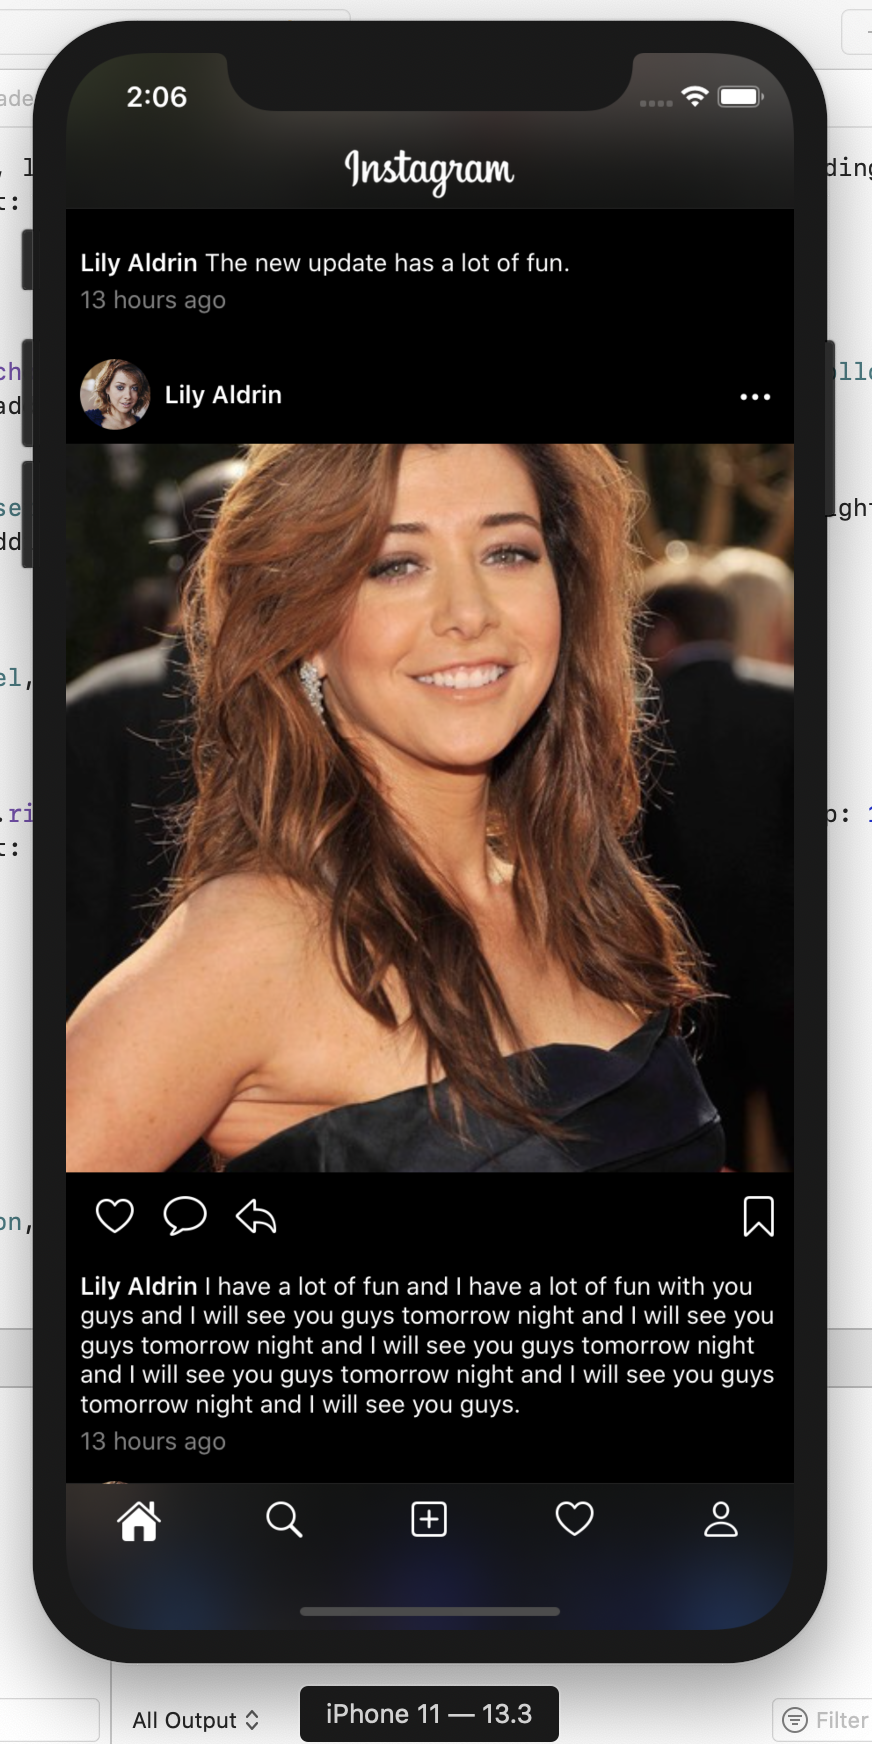 2:06
Instagram
Lily Aldrin The new update has a lot of fun.
13 hours ago
Lily Aldrin
Lily Aldrin I have a lot of fun and I have a lot of fun with you
guys and I will see you guys tomorrow night and I will see you
guys tomorrow night and I will see you guys tomorrow night
and I will see you guys tomorrow night and I will see you guys
tomorrow night and I will see you guys.
13 hours ago
All Output
iPhone 11 — 13.3
Filter